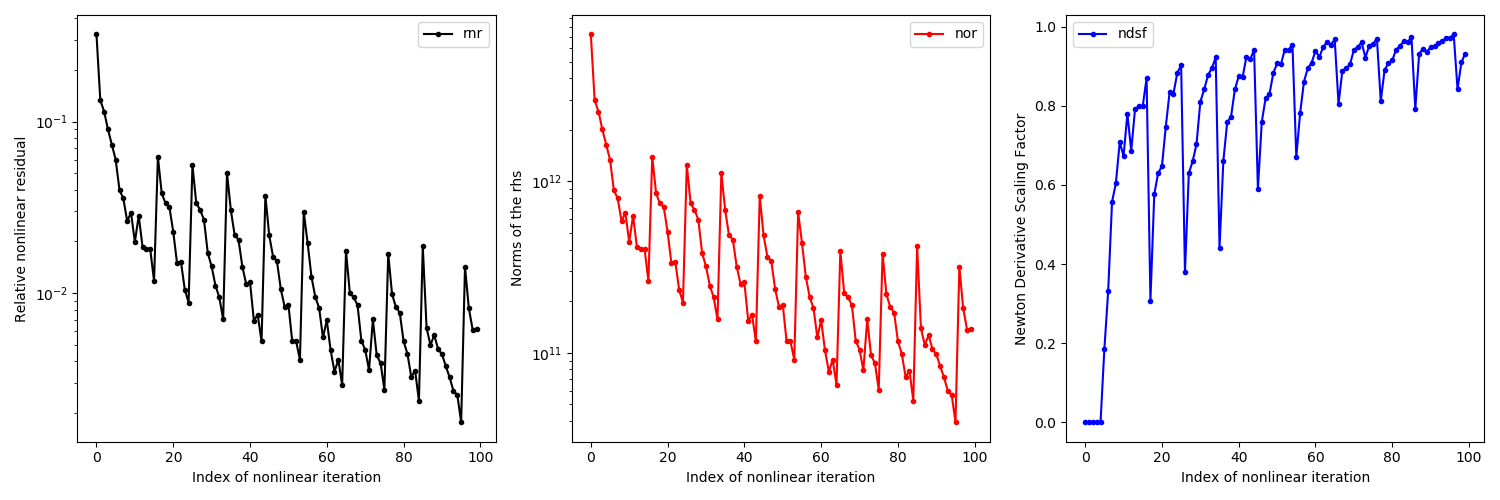 rnr
10⁻¹
10⁻²
Relative nonlinear residual
0 20 40 60 80 100
Index of nonlinear iteration
nor
10¹²
10¹¹
Norms of the rhs
0 20 40 60 80 100
Index of nonlinear iteration
ndsf
1.0
0.8
0.6
0.4
0.2
0.0
Newton Derivative Scaling Factor
0 20 40 60 80 100
Index of nonlinear iteration